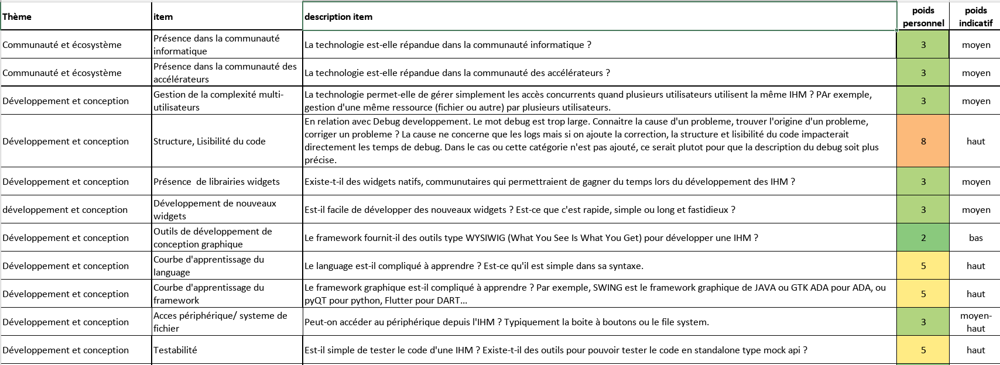 Thème
item
description item
poids
personnel
poids
indicatif
Communauté et écosystème
Présence dans la communauté
informatique
La technologie est-elle répandue dans la communauté informatique ?
3
moyen
Communauté et écosystème
Présence dans la communauté des
accélérateurs
La technologie est-elle répandue dans la communauté des accélérateurs ?
3
moyen
Développement et conception
Gestion de la complexité multi-
utilisateurs
La technologie permet-elle de gérer simplement les accès concurrents quand plusieurs utilisateurs utilisent la même IHM ? PAr exemple,
gestion d'une même ressource (fichier ou autre) par plusieurs utilisateurs.
3
moyen
Développement et conception
Structure, Lisibilité du code
En relation avec Debug developpement. Le mot debug est trop large. Connaitre la cause d'un probleme, trouver l'origine d'un probleme,
corriger un probleme ? La cause ne concerne que les logs mais si on ajoute la correction, la structure et lisibilité du code impacterait
directement les temps de debug. Dans le cas ou cette catégorie n'est pas ajouté, ce serait plutot pour que la description du debug soit plus
précise.
8
haut
Développement et conception
Présence  de librairies widgets
Existe-t-il des widgets natifs, communutaires qui permettraient de gagner du temps lors du développement des IHM ?
3
moyen
développement et conception
Développement de nouveaux
widgets
Est-il facile de développer des nouveaux widgets ? Est-ce que c'est rapide, simple ou long et fastidieux ?
3
moyen
Développement et conception
Outils de développement de
conception graphique
Le framework fournit-il des outils type WYSIWIG (What You See Is What You Get) pour développer une IHM ?
2
bas
Développement et conception
Courbe d'apprentissage du
language
Le language est-il compliqué à apprendre ? Est-ce qu'il est simple dans sa syntaxe.
5
haut
Développement et conception
Courbe d'apprentissage du
framework
Le framework graphique est-il compliqué à apprendre ? Par exemple, SWING est le framework graphique de JAVA ou GTK ADA pour ADA, ou
pyQT pour python, Flutter pour DART...
5
haut
Développement et conception
Acces périphérique/ systeme de
fichier
Peut-on accéder au périphérique depuis l'IHM ? Typiquement la boite à boutons ou le file system.
3
moyen-
haut
Développement et conception
Testabilité
Est-il simple de tester le code d'une IHM ? Existe-t-il des outils pour pouvoir tester le code en standalone type mock api ?
5
haut